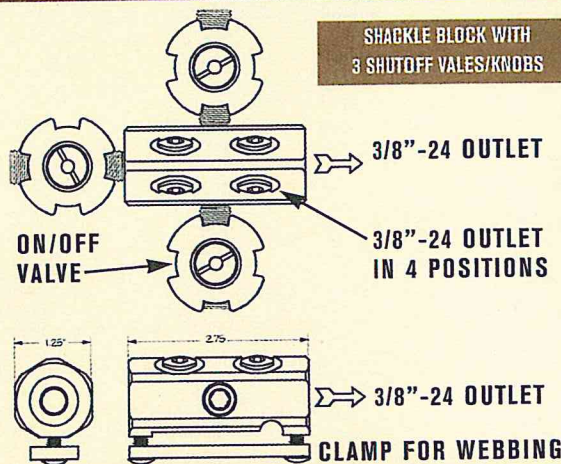 SHACKLE BLOCK WITH
3 SHUTOFF VALES/KNOBS
3/8"-24 OUTLET
ON/OFF
VALVE
3/8"-24 OUTLET
IN 4 POSITIONS
1.25"
2.75
3/8"-24 OUTLET
CLAMP FOR WEBBING